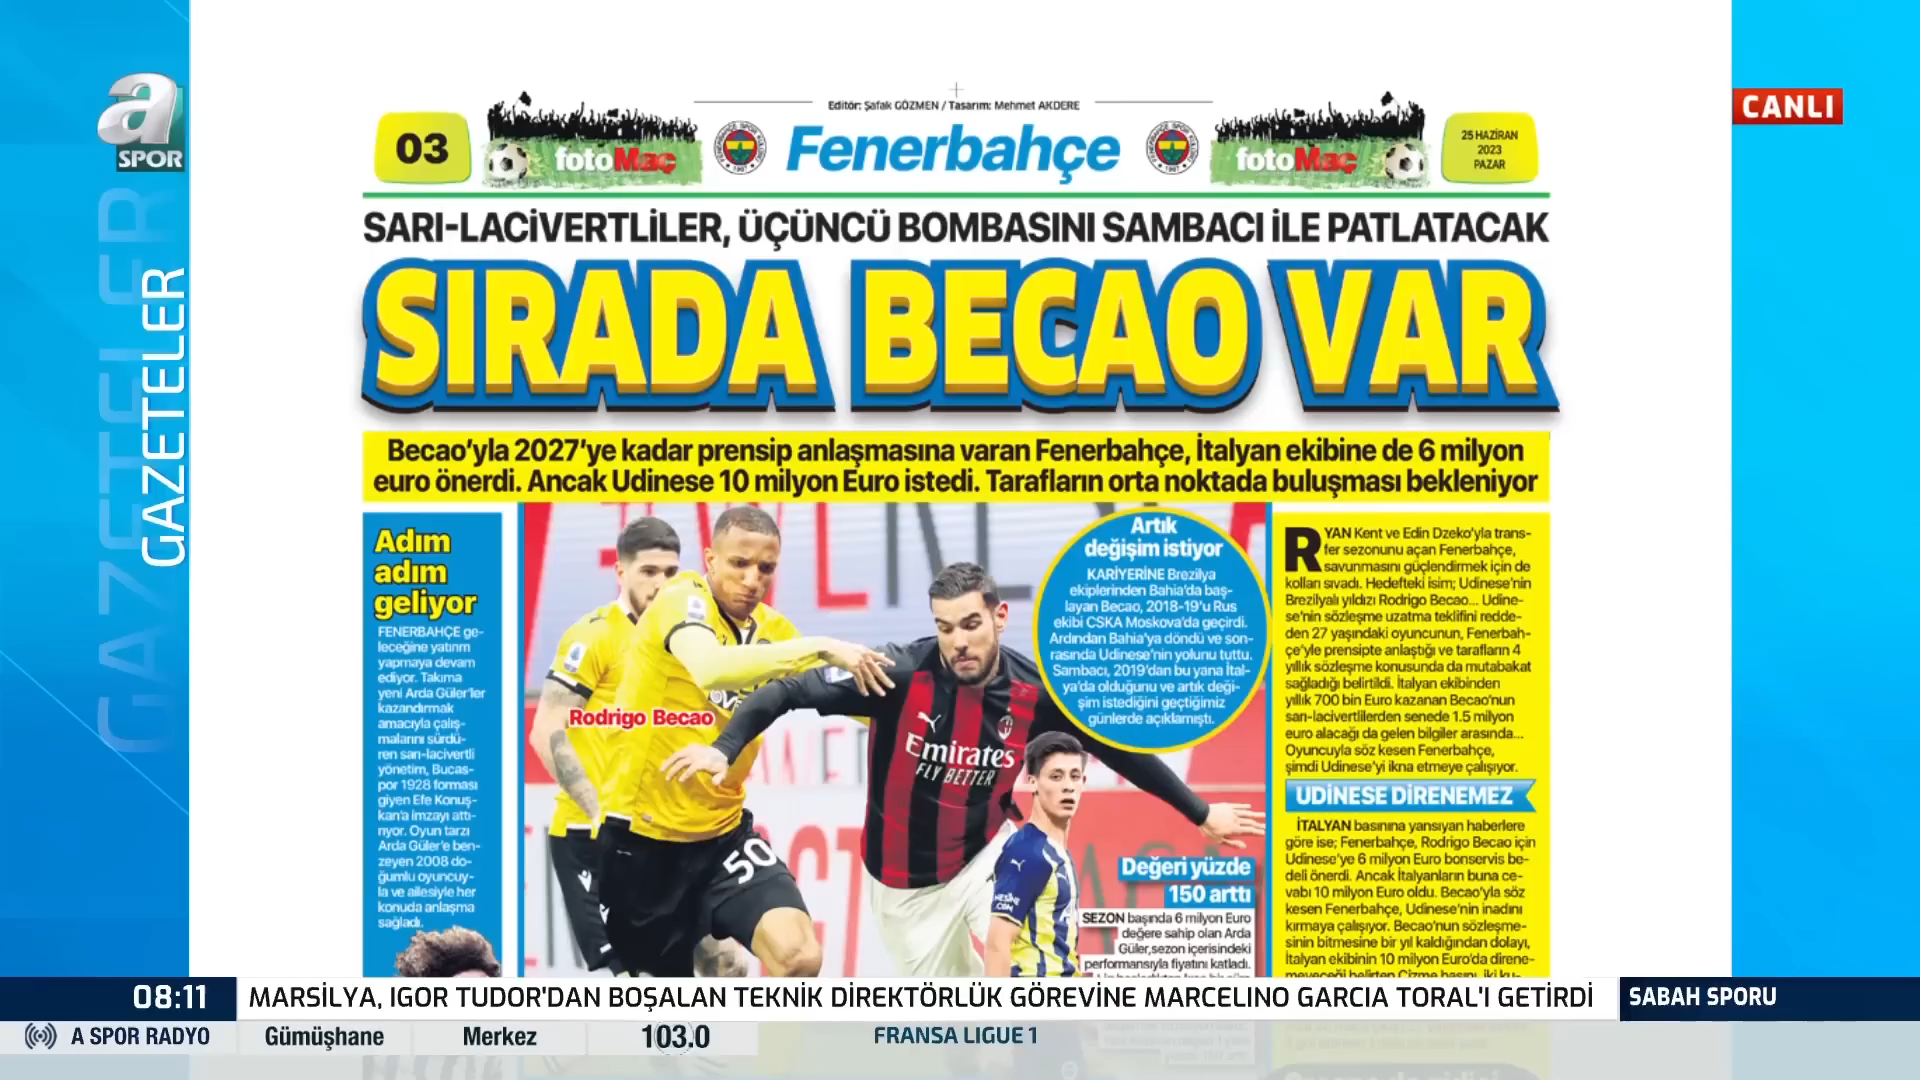 a
SPOR
GAZETELER
GAZETELER
CANLI
Editör: Şafak GÖZMEN / Tasarım: Mehmet AKDERE
03
fotoMaç
Fenerbahçe
fotoMaç
25 HAZİRAN
2023
PAZAR
SARI-LACİVERTLİLER, ÜÇÜNCÜ BOMBASINI SAMBACI İLE PATLATACAK
SIRADA BECAO VAR
Becao’yla 2027’ye kadar prensip anlaşmasına varan Fenerbahçe, İtalyan ekibine de 6 milyon
euro önerdi. Ancak Udinese 10 milyon Euro istedi. Tarafların orta noktada buluşması bekleniyor
Adım
adım
geliyor
FENERBAHÇE ge-
leceğine yatırım
yapmaya devam
ediyor. Takıma
yeni Arda Güler’ler
kazandırmak
amacıyla çalış-
malarını sürdü-
ren sarı-lacivertli
yönetim, Bucas-
por 1928 forması
giyen Efe Konuş-
kan’a imzayı attı-
rıyor. Oyun tarzı
Arda Güler’e ben-
zeyen 2008 do-
ğumlu oyuncuy-
la ve ailesiyle her
konuda anlaşma
sağladı.
Rodrigo Becao
50
Emirates
FLY BETTER
NESİNE
.COM
Artık
değişim istiyor
KARİYERİNE Brezilya
ekiplerinden Bahia’da baş-
layan Becao, 2018-19’u Rus
ekibi CSKA Moskova’da geçirdi.
Ardından Bahia’ya döndü ve son-
rasında Udinese’nin yolunu tuttu.
Sambacı, 2019’dan bu yana İtal-
ya’da olduğunu ve artık deği-
şim istediğini geçtiğimiz
günlerde açıklamıştı.
Değeri yüzde
150 arttı
SEZON başında 6 milyon Euro
değere sahip olan Arda
Güler,sezon içerisindeki
performansıyla fiyatını katladı.
RYAN Kent ve Edin Dzeko’yla trans-
fer sezonunu açan Fenerbahçe,
savunmasını güçlendirmek için de
kolları sıvadı. Hedefteki isim; Udinese’nin
Brezilyalı yıldızı Rodrigo Becao... Udine-
se’nin sözleşme uzatma teklifini redde-
den 27 yaşındaki oyuncunun, Fenerbah-
çe’yle prensipte anlaştığı ve tarafların 4
yıllık sözleşme konusunda da mutabakat
sağladığı belirtildi. İtalyan ekibinden
yıllık 700 bin Euro kazanan Becao’nun
sarı-lacivertlilerden senede 1.5 milyon
euro alacağı da gelen bilgiler arasında...
Oyuncuyla söz kesen Fenerbahçe,
şimdi Udinese’yi ikna etmeye çalışıyor.
UDİNESE DİRENEMEZ
İTALYAN basınına yansıyan haberlere
göre ise; Fenerbahçe, Rodrigo Becao için
Udinese’ye 6 milyon Euro bonservis be-
deli önerdi. Ancak İtalyanların buna ce-
vabı 10 milyon Euro oldu. Becao’yla söz
kesen Fenerbahçe, Udinese’nin inadını
kırmaya çalışıyor. Becao’nun sözleşme-
sinin bitmesine bir yıl kaldığından dolayı,
İtalyan ekibinin 10 milyon Euro’da direne-
meyeceği belirten Çizme basını, iki ku-
08:11
MARSİLYA, IGOR TUDOR'DAN BOŞALAN TEKNİK DİREKTÖRLÜK GÖREVİNE MARCELINO GARCIA TORAL'I GETİRDİ
SABAH SPORU
A SPOR RADYO
Gümüşhane
Merkez
103.0
FRANSA LIGUE 1